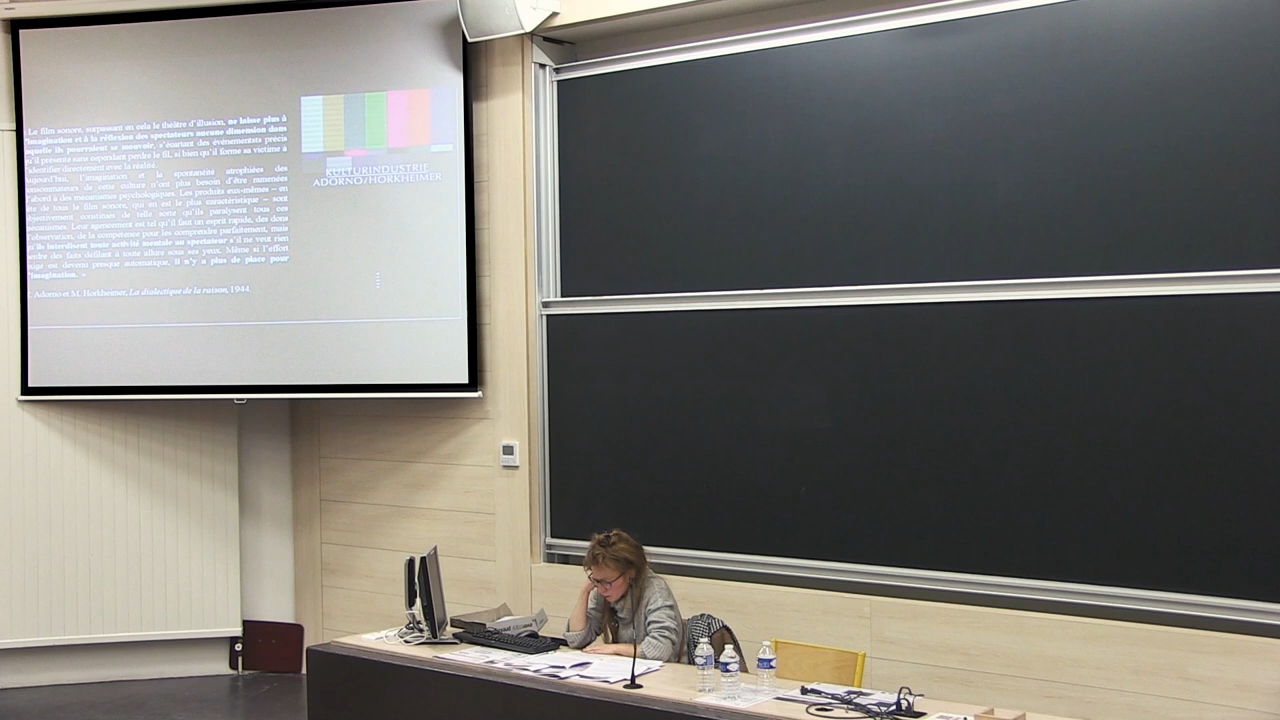 Le film sonore, surpassant en cela le théâtre d'illusion, ne laisse plus à
l'imagination et à la réflexion des spectateurs aucune dimension dans
laquelle ils pourraient se mouvoir, s'écartant des événements précis
qu'il présente sans cependant perdre le fil, si bien qu'il forme sa victime à
s'identifier directement avec la réalité.
Aujourd'hui, l'imagination et la spontanéité atrophiées des
consommateurs de cette culture n'ont plus besoin d'être ramenées
d'abord à des mécanismes psychologiques. Les produits eux-mêmes – en
tête de tous le film sonore, qui en est le plus caractéristique – sont
objectivement constitués de telle sorte qu'ils paralysent tous ces
mécanismes. Leur agencement est tel qu'il faut un esprit rapide, des dons
d'observation, de la compétence pour les comprendre parfaitement, mais
qu'ils interdisent toute activité mentale au spectateur s'il ne veut rien
perdre des faits défilant à toute allure sous ses yeux. Même si l'effort
exigé est devenu presque automatique, il n'y a plus de place pour
l'imagination. »
Adorno et M. Horkheimer, La dialectique de la raison, 1944
KULTURINDUSTRIE
ADORNO/HORKHEIMER